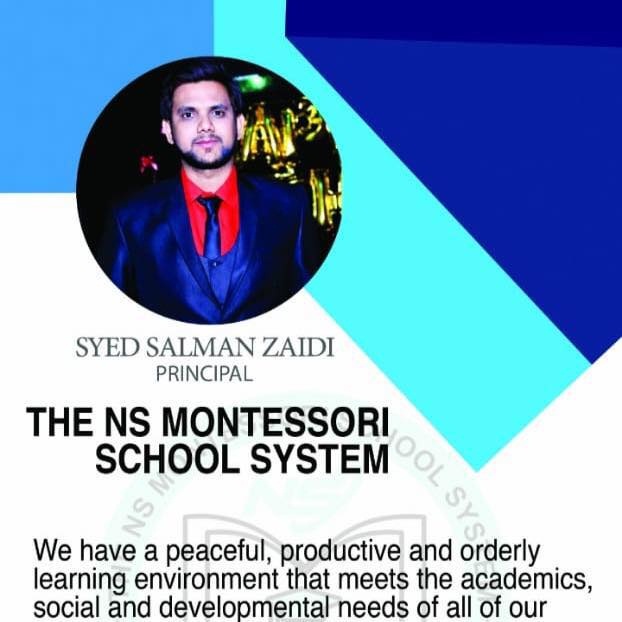 SYED SALMAN ZAIDI
PRINCIPAL
THE NS MONTESSORI
SCHOOL SYSTEM
We have a peaceful, productive and orderly
learning environment that meets the academics,
social and developmental needs of all of our